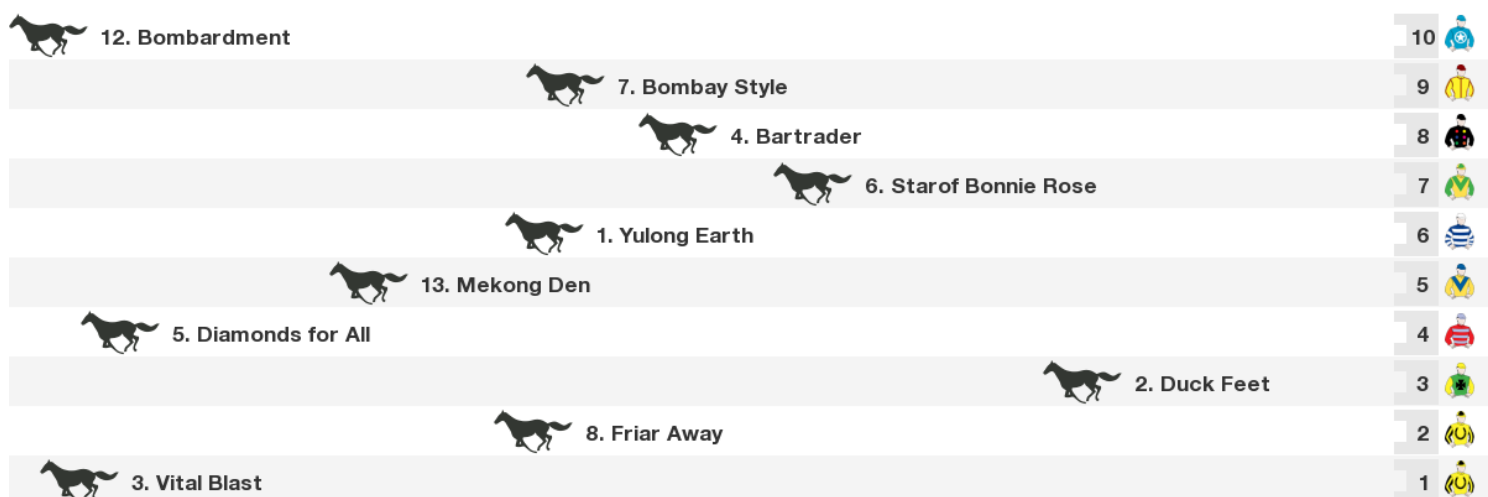 12. Bombardment 10
7. Bombay Style 9
4. Bartrader 8
6. Starof Bonnie Rose 7
1. Yulong Earth 6
13. Mekong Den 5
5. Diamonds for All 4
2. Duck Feet 3
8. Friar Away 2
3. Vital Blast 1